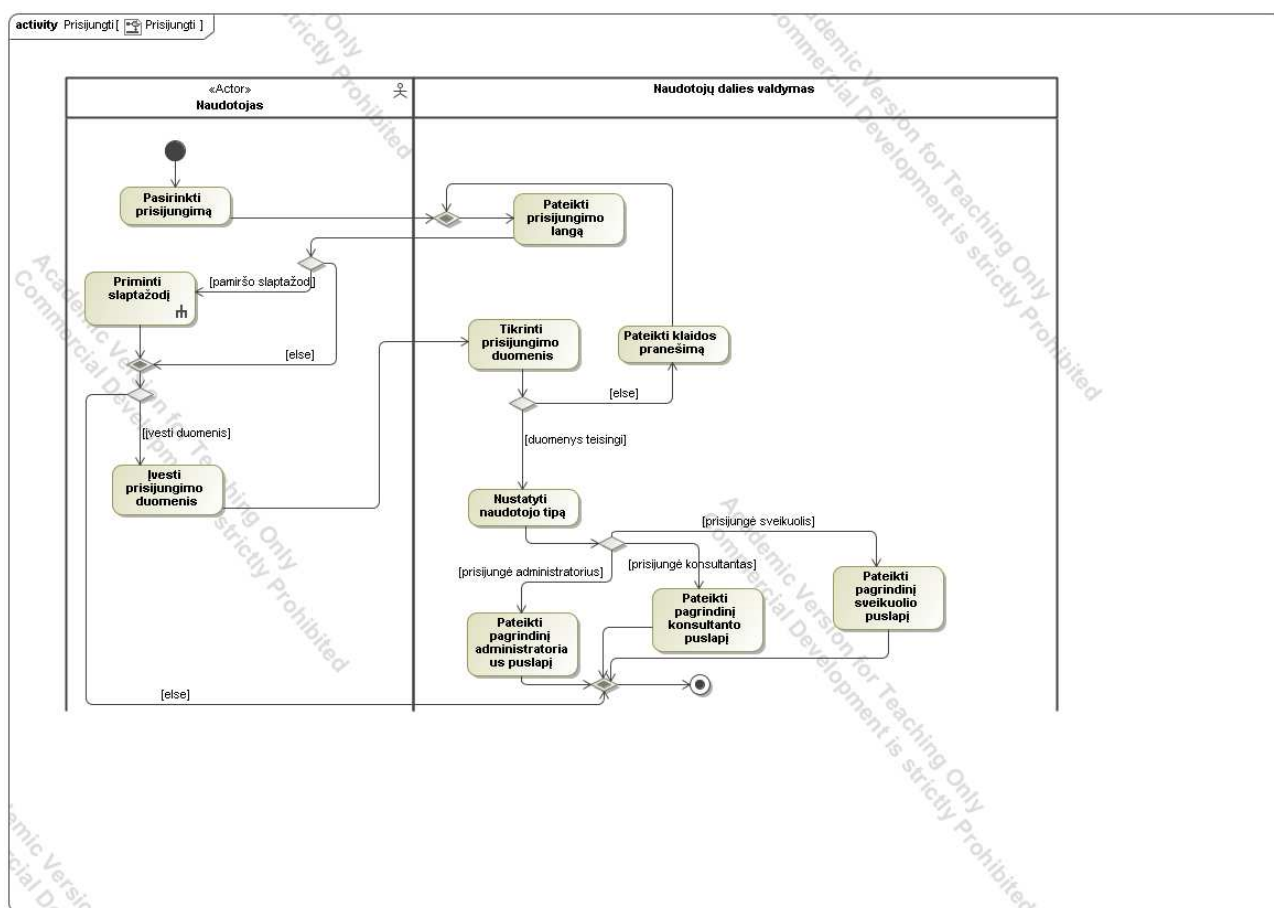 activity Prisijungti [ Prisijungti ]
«Actor»
Naudotojas
Naudotojų dalies valdymas
Pasirinkti
prisijungimą
Pateikti
prisijungimo
langą
[pamiršo slaptažodį]
Priminti
slaptažodį
[else]
Tikrinti
prisijungimo
duomenis
Pateikti klaidos
pranešimą
[else]
[įvesti duomenis]
[duomenys teisingi]
Įvesti
prisijungimo
duomenis
Nustatyti
naudotojo tipą
[prisijungė sveikuolis]
[prisijungė administratorius]
[prisijungė konsultantas]
Pateikti
pagrindinį
sveikuolio
puslapį
Pateikti
pagrindinį
konsultanto
puslapį
Pateikti
pagrindinį
administratoria
us puslapį
[else]
Academic Version for Teaching Only
Commercial Development is strictly Prohibited